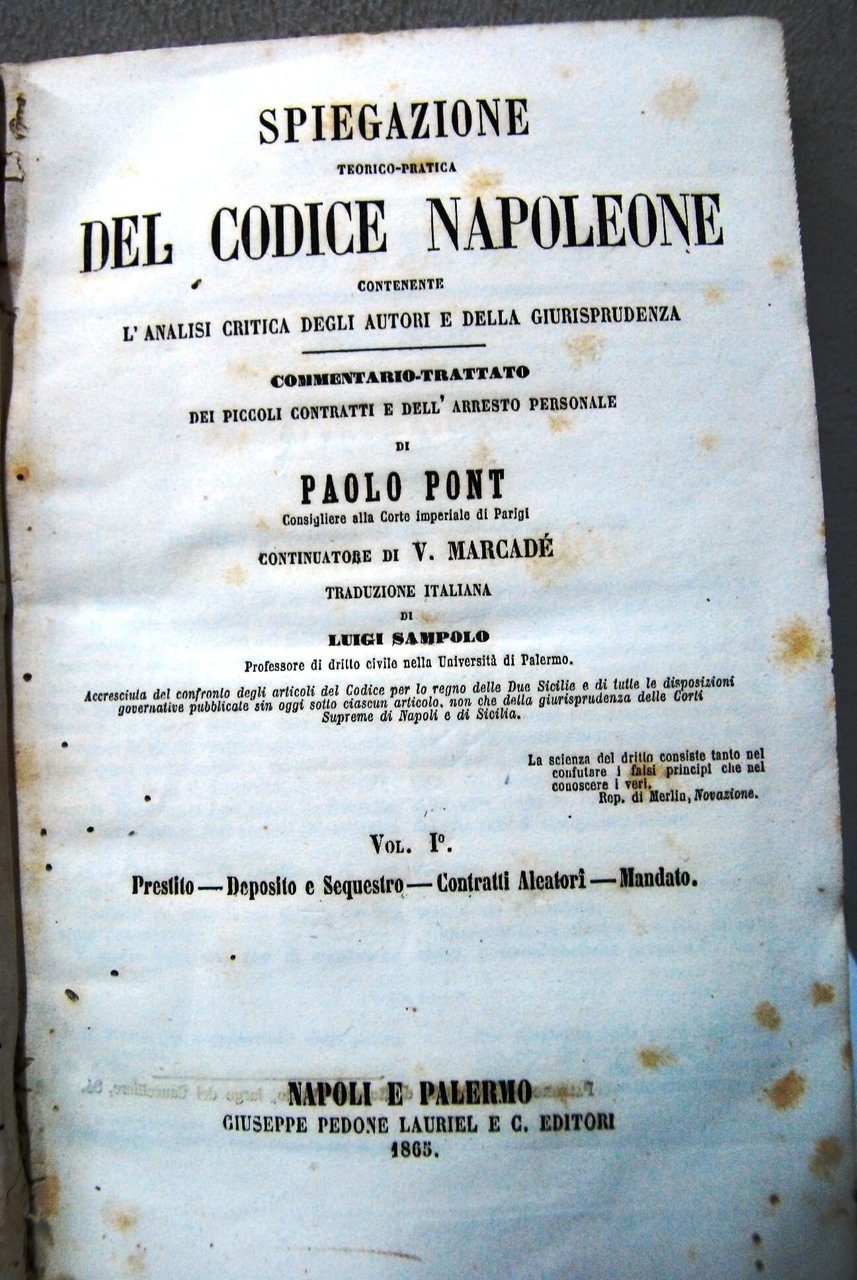 SPIEGAZIONE
TEORICO-PRATICA
DEL CODICE NAPOLEONE
CONTENENTE
L'ANALISI CRITICA DEGLI AUTORI E DELLA GIURISPRUDENZA
COMMENTARIO-TRATTATO
DEI PICCOLI CONTRATTI E DELL'ARRESTO PERSONALE
DI
PAOLO PONT
Consigliere alla Corte imperiale di Parigi
CONTINUATORE DI V. MARCADÉ
TRADUZIONE ITALIANA
DI
LUIGI SAMPOLO
Professore di dritto civile nella Università di Palermo.
Accresciuta del confronto degli articoli del Codice per lo regno delle Due Sicilie e di tutte le disposizioni
governative pubblicate sin oggi sotto ciascun articolo, non che della giurisprudenza delle Corti
Supreme di Napoli e di Sicilia.
La scienza del dritto consiste tanto nel
confutare i falsi principi che nel
conoscere i veri.
Rep. di Merlin, Novazione.
VOL. I°.
Prestito — Deposito e Sequestro — Contratti Aleatori — Mandato.
NAPOLI E PALERMO
GIUSEPPE PEDONE LAURIEL E C. EDITORI
1865.